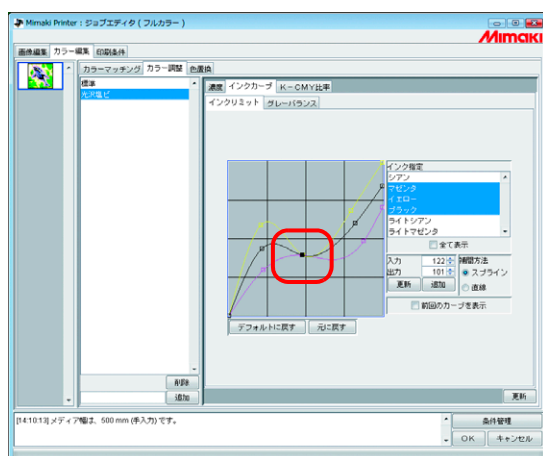 Mimaki Printer : ジョブエディタ ( フルカラー )
Mimaki
画像編集 カラー編集 印刷条件
カラーマッチング カラー調整 色置換
標準
光沢塩ビ
濃度 インクカーブ K－CMY比率
インクリミット グレーバランス
インク指定
シアン
マゼンタ
イエロー
ブラック
ライトシアン
ライトマゼンタ
全て表示
入力 122
出力 101
更新 追加
補間方法
スプライン
直線
前回のカーブを表示
デフォルトに戻す 元に戻す
削除
追加
更新
[14:10:13] メディア幅は、500 mm (手入力) です。
条件管理
OK キャンセル